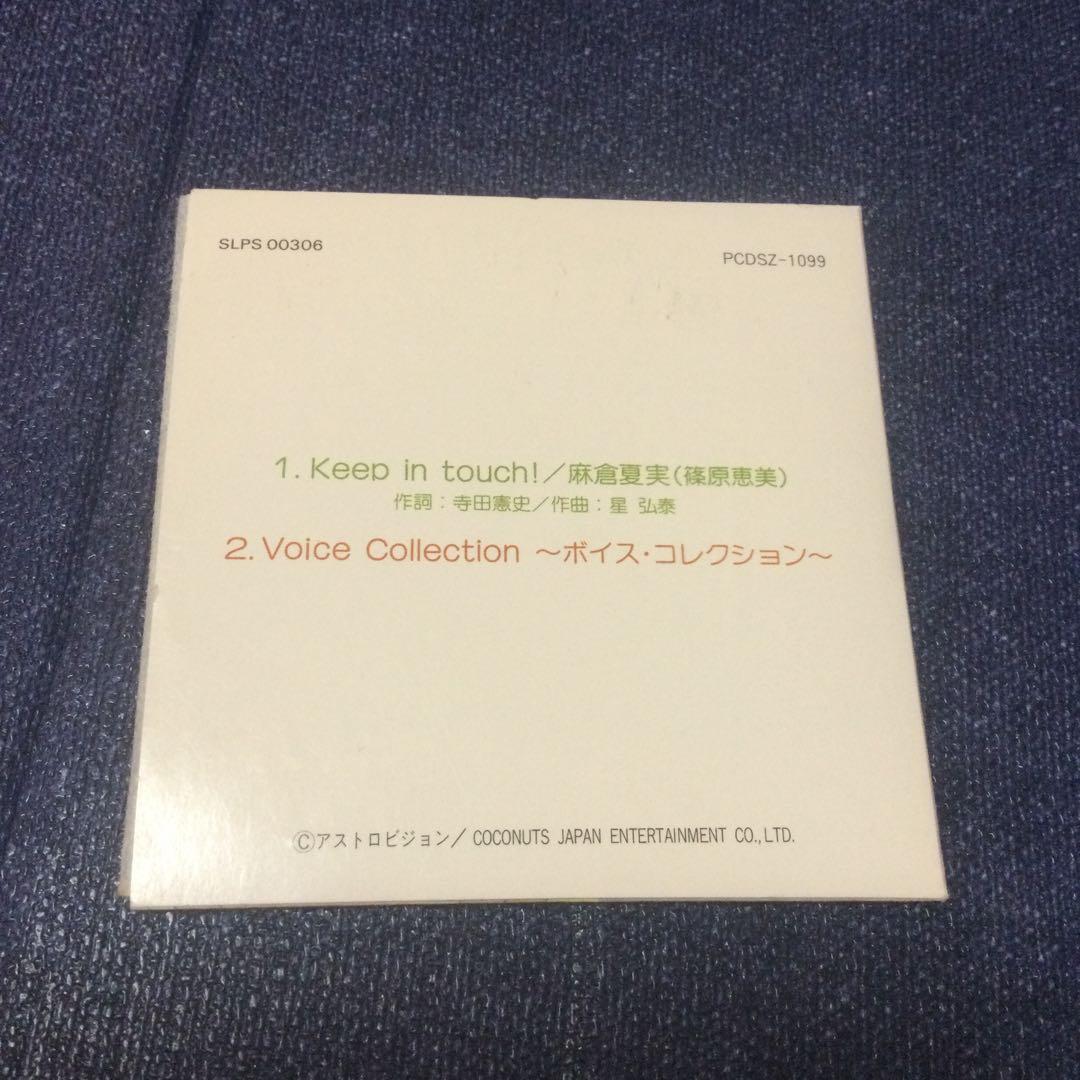 SLPS 00306
PCDSZ-1099
1. Keep in touch!／麻倉夏実(篠原恵美)
作詞：寺田憲史／作曲：星 弘泰
2. Voice Collection 〜ボイス・コレクション〜
©アストロビジョン／ COCONUTS JAPAN ENTERTAINMENT CO.,LTD.